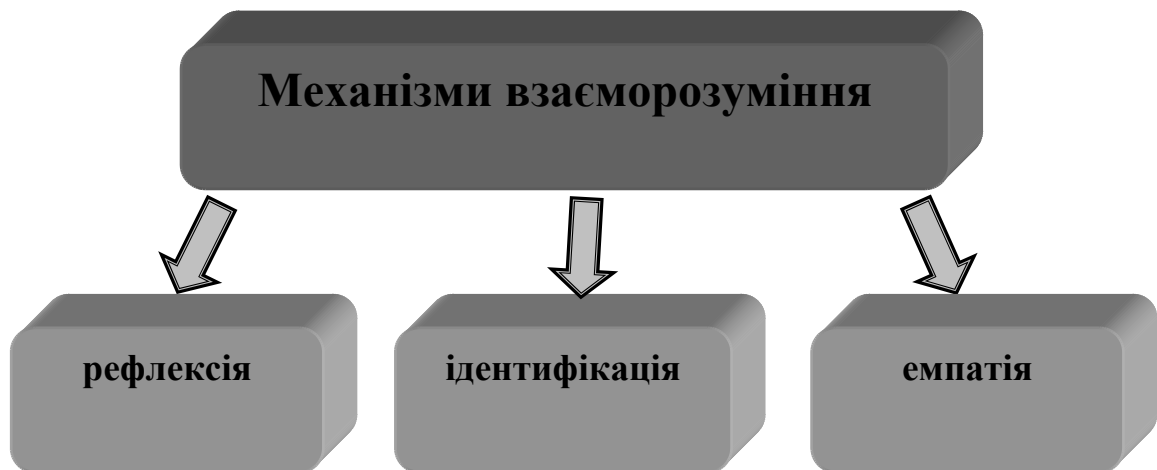 Механізми взаєморозуміння
рефлексія
ідентифікація
емпатія